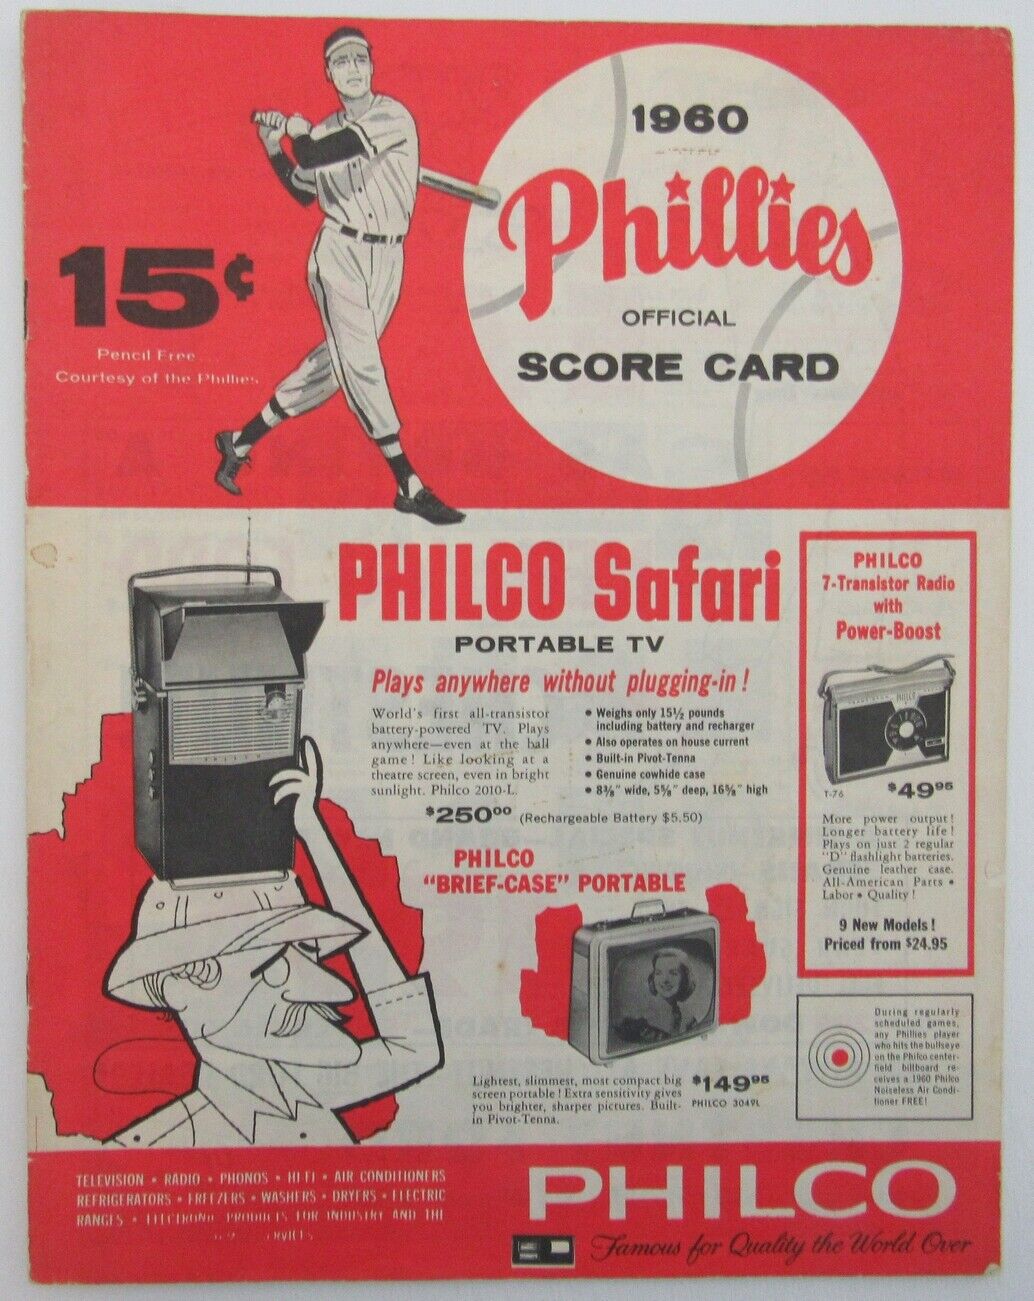 1960
Phillies
OFFICIAL
SCORE CARD
15¢
Pencil Free
Courtesy of the Phillies
PHILCO Safari
PORTABLE TV
Plays anywhere without plugging-in!
World's first all-transistor
battery-powered TV. Plays
anywhere—even at the ball
game! Like looking at a
theatre screen, even in bright
sunlight. Philco 2010-L.
• Weighs only 15½ pounds
including battery and recharger
• Also operates on house current
• Built-in Pivot-Tenna
• Genuine cowhide case
• 8⅜" wide, 5⅝" deep, 16⅝" high
$250⁰⁰ (Rechargeable Battery $5.50)
PHILCO
7-Transistor Radio
with
Power-Boost
PHILCO
T-76
$49⁹⁵
More power output!
Longer battery life!
Plays on just 2 regular
"D" flashlight batteries.
Genuine leather case.
All-American Parts •
Labor • Quality!
9 New Models!
Priced from $24.95
PHILCO
"BRIEF-CASE" PORTABLE
Lightest, slimmest, most compact big
screen portable! Extra sensitivity gives
you brighter, sharper pictures. Built-
in Pivot-Tenna.
$149⁹⁵
PHILCO 3049L
During regularly
scheduled games,
any Phillies player
who hits the bullseye
on the Philco center-
field billboard re-
ceives a 1960 Philco
Noiseless Air Condi-
tioner FREE!
TELEVISION • RADIO • PHONOS • HI-FI • AIR CONDITIONERS
REFRIGERATORS • FREEZERS • WASHERS • DRYERS • ELECTRIC
RANGES • ELECTRONIC PRODUCTS FOR INDUSTRY AND THE
PHILCO
Famous for Quality the World Over